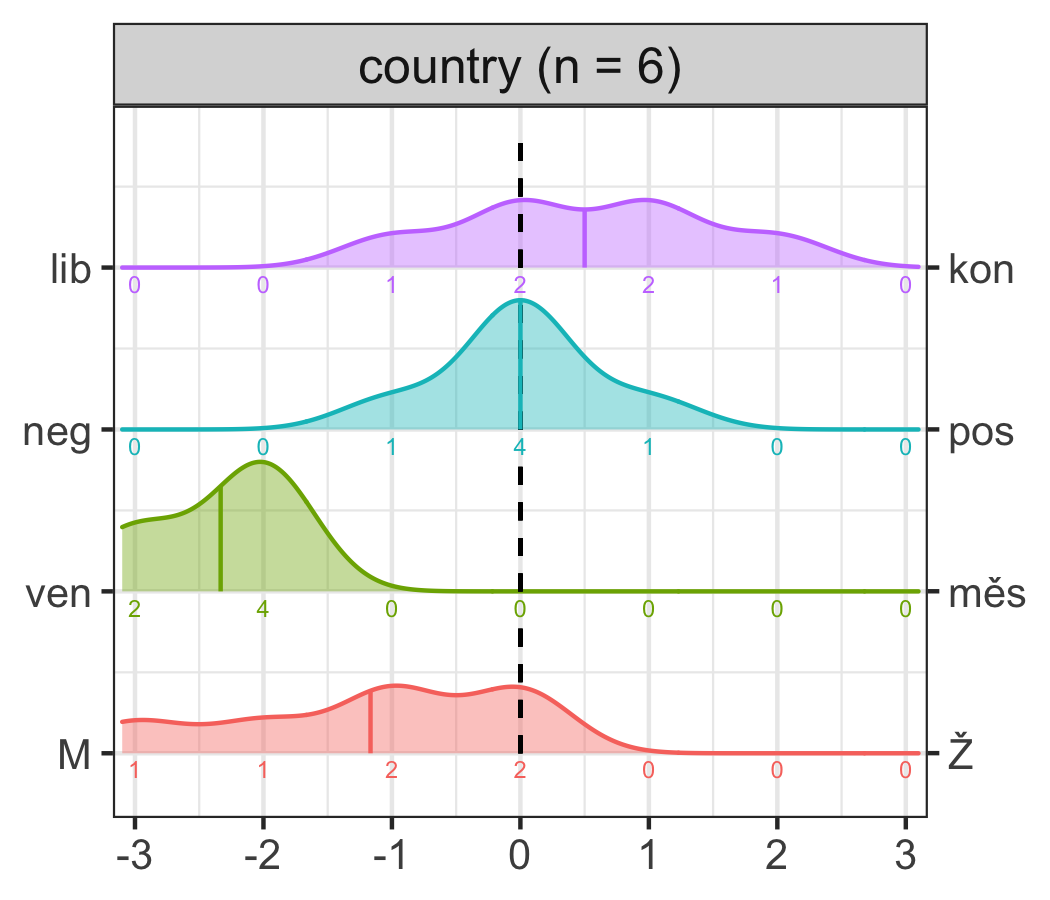 country (n = 6)
lib kon
0 0 1 2 2 1 0
neg pos
0 0 1 4 1 0 0
ven měs
2 4 0 0 0 0 0
M Ž
1 1 2 2 0 0 0
-3 -2 -1 0 1 2 3